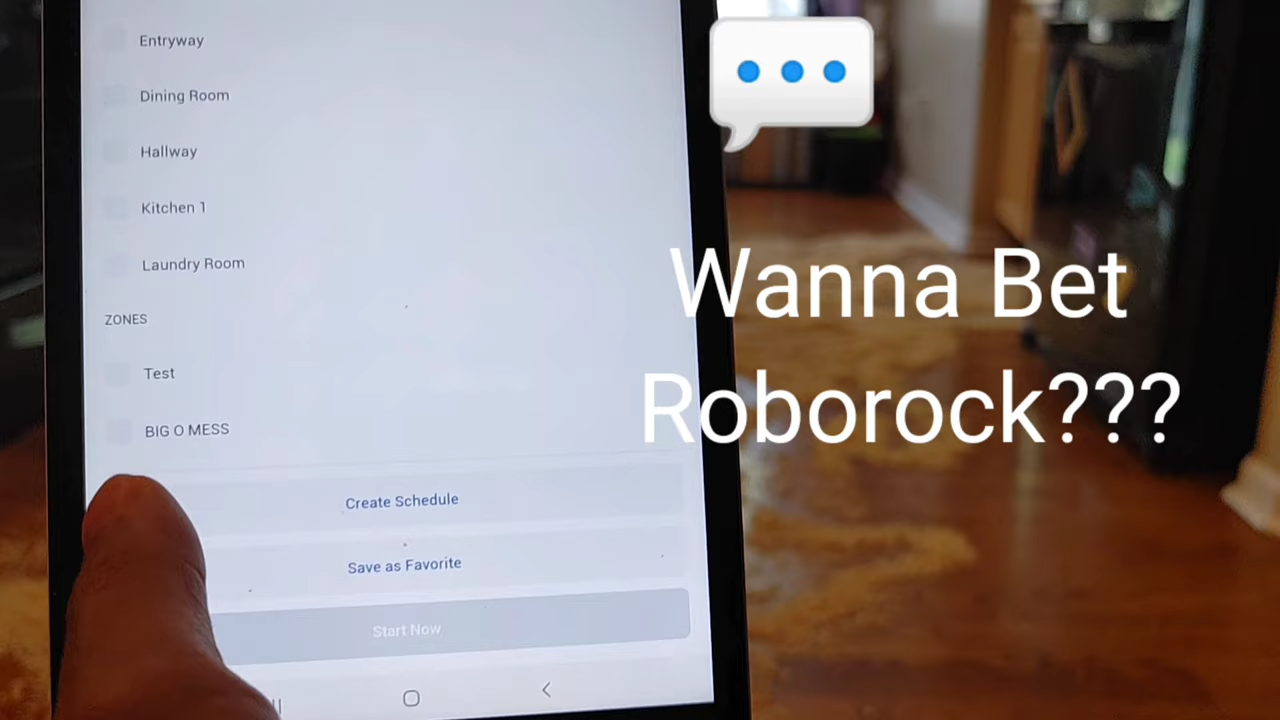 Entryway
Dining Room
Hallway
Kitchen 1
Laundry Room
ZONES
Test
BIG O MESS
Create Schedule
Save as Favorite
Start Now
Wanna Bet
Roborock???